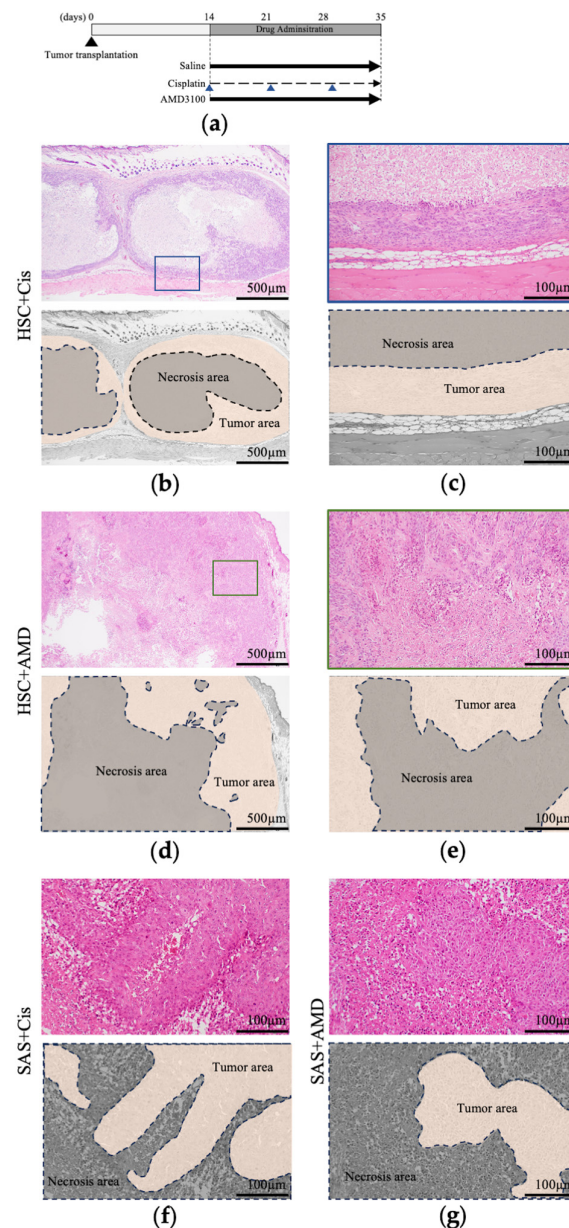 (days) 0 14 21 28 35
Drug Adminsitration
Tumor transplantation
Saline
Cisplatin
AMD3100
(a)
HSC+Cis
500µm
100µm
Necrosis area
Tumor area
500µm
Necrosis area
Tumor area
100µm
(b) (c)
HSC+AMD
500µm
100µm
Necrosis area
Tumor area
500µm
Tumor area
Necrosis area
100µm
(d) (e)
SAS+Cis
100µm
SAS+AMD
100µm
Tumor area
Necrosis area
100µm
Tumor area
Necrosis area
100µm
(f) (g)